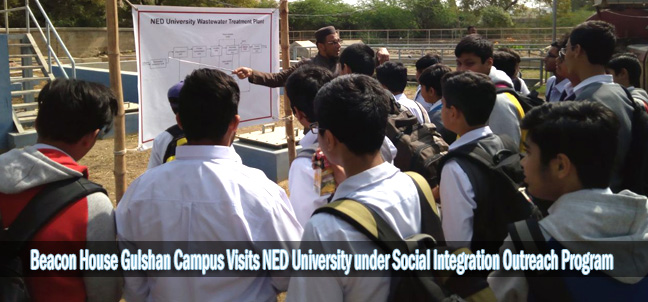 NED University Wastewater Treatment Plant
Beacon House Gulshan Campus Visits NED University under Social Integration Outreach Program